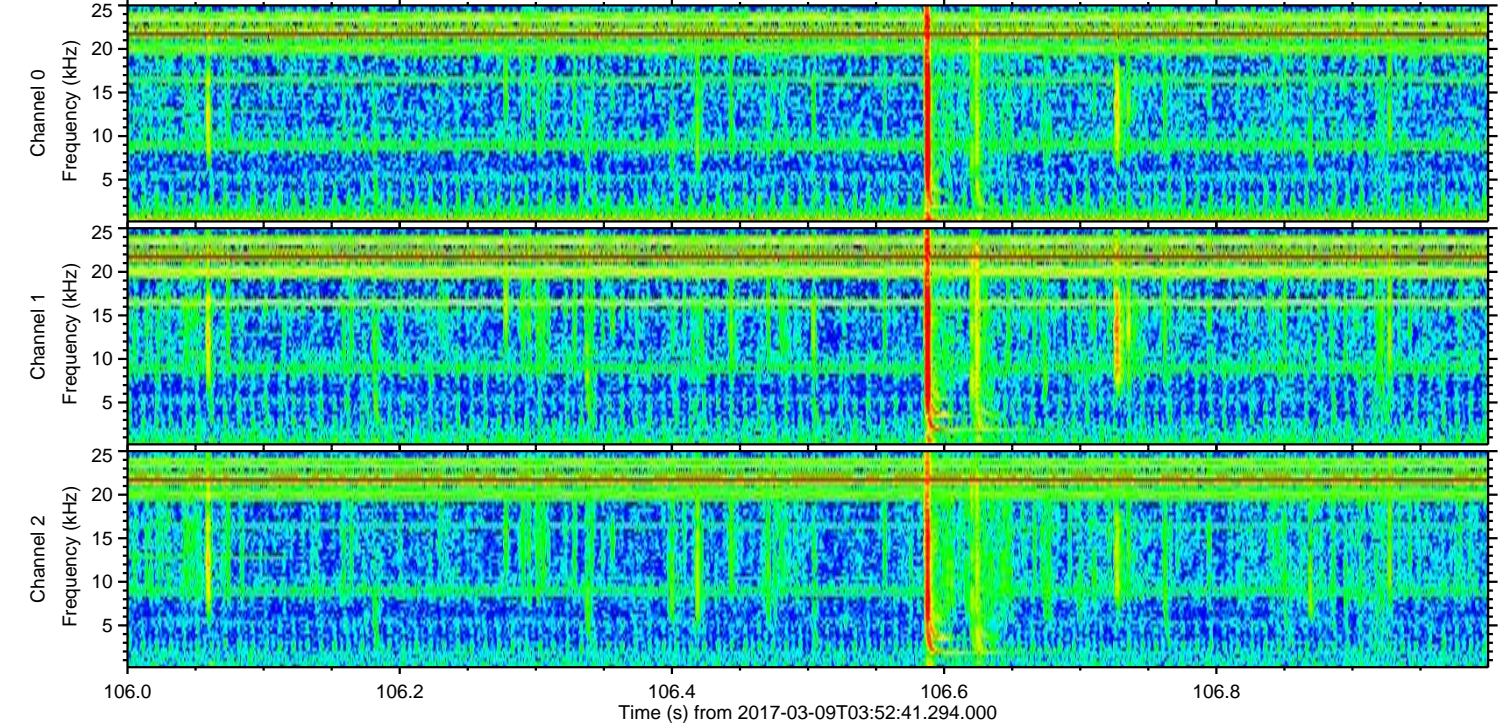 25
20
15
10
5
Channel 0
Frequency (kHz)
25
20
15
10
5
Channel 1
Frequency (kHz)
25
20
15
10
5
Channel 2
Frequency (kHz)
106.0 106.2 106.4 106.6 106.8
Time (s) from 2017-03-09T03:52:41.294.000